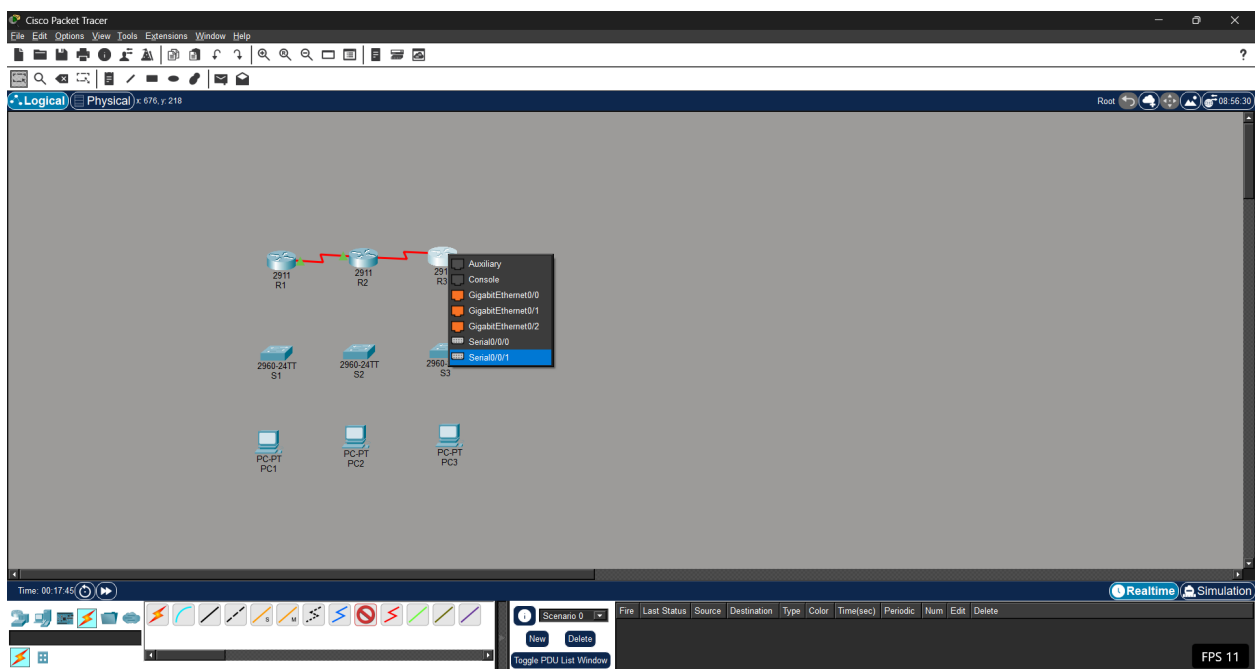 Cisco Packet Tracer
File Edit Options View Tools Extensions Window Help
?
Logical Physical x: 676, y: 218 Root 08:56:30
2911
R1
2911
R2
291
R3
Auxiliary
Console
GigabitEthernet0/0
GigabitEthernet0/1
GigabitEthernet0/2
Serial0/0/0
Serial0/0/1
2960-24TT
S1
2960-24TT
S2
2960-
S3
PC-PT
PC1
PC-PT
PC2
PC-PT
PC3
Time: 00:17:45 Realtime Simulation
S M
Scenario 0
New Delete
Toggle PDU List Window
Fire Last Status Source Destination Type Color Time(sec) Periodic Num Edit Delete
FPS 11